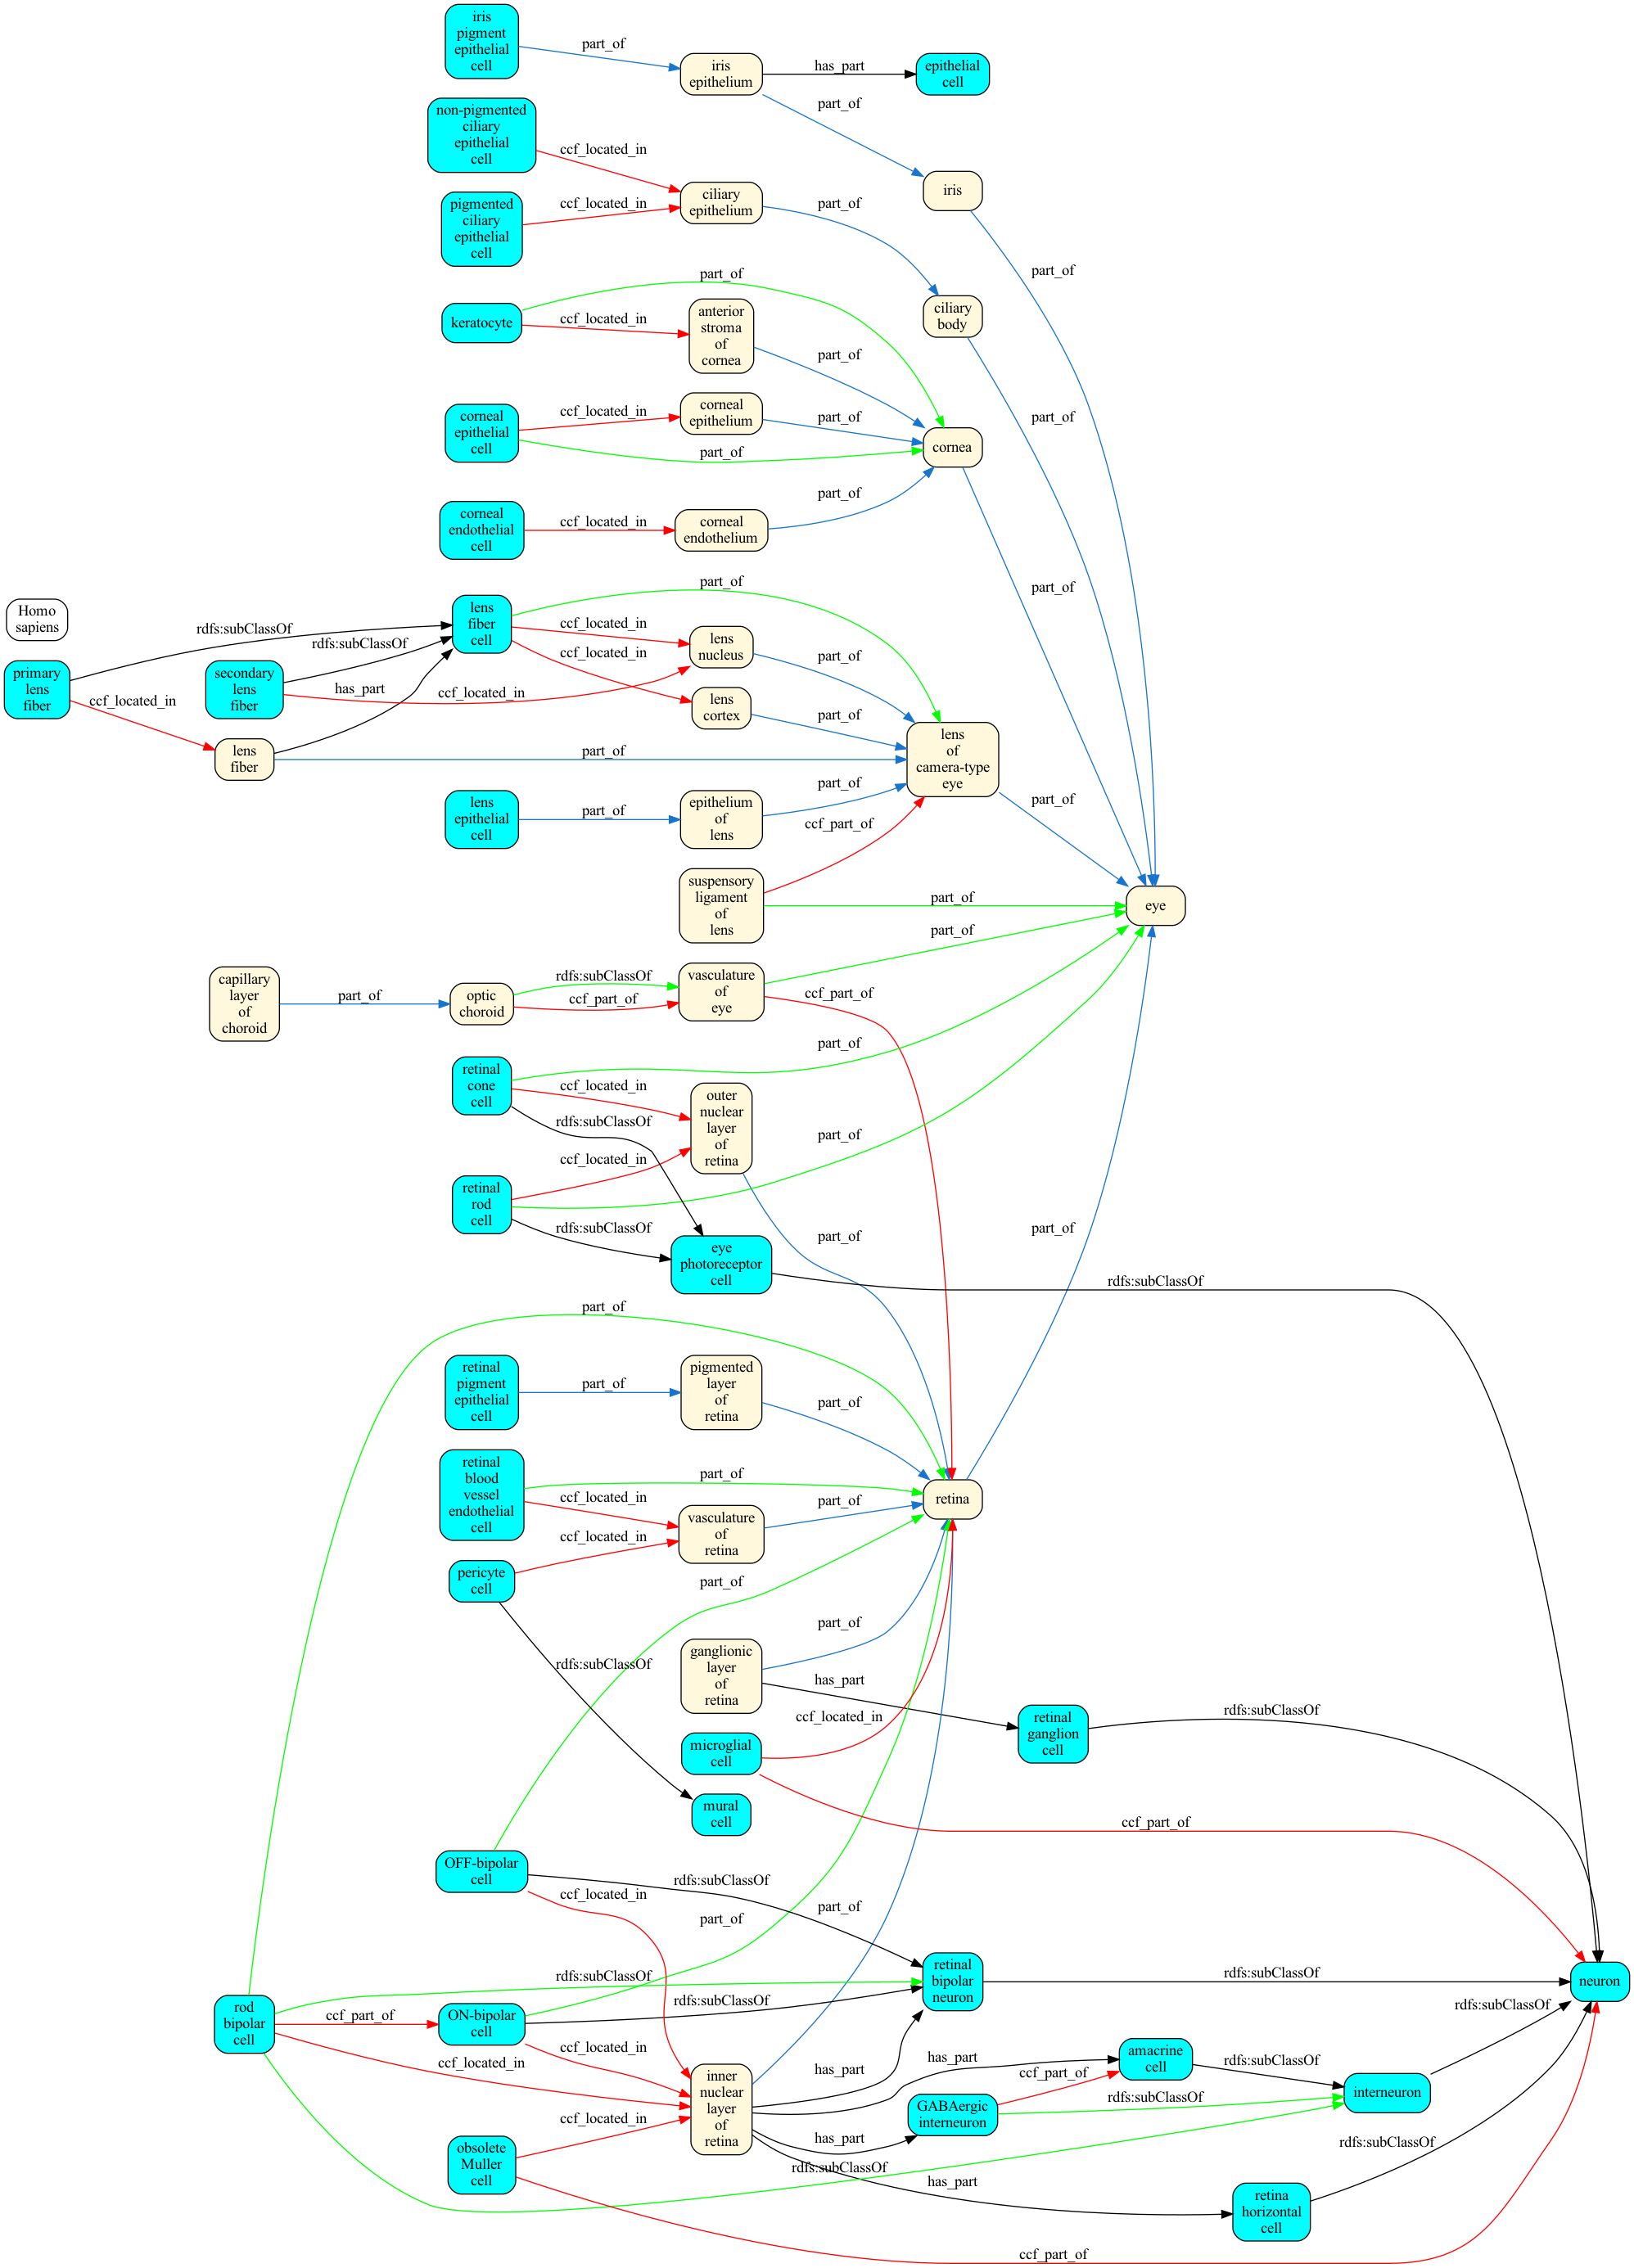 iris
pigment
epithelial
cell
part_of
iris
epithelium
has_part
epithelial
cell
part_of
non-pigmented
ciliary
epithelial
cell
ccf_located_in
pigmented
ciliary
epithelial
cell
ccf_located_in
ciliary
epithelium
part_of
iris
part_of
ciliary
body
part_of
keratocyte
part_of
ccf_located_in
anterior
stroma
of
cornea
part_of
corneal
epithelial
cell
ccf_located_in
part_of
corneal
epithelium
part_of
cornea
part_of
corneal
endothelial
cell
ccf_located_in
corneal
endothelium
part_of
Homo
sapiens
primary
lens
fiber
rdfs:subClassOf
ccf_located_in
secondary
lens
fiber
rdfs:subClassOf
ccf_located_in
lens
fiber
has_part
part_of
lens
fiber
cell
part_of
ccf_located_in
ccf_located_in
lens
nucleus
part_of
lens
cortex
part_of
lens
of
camera-type
eye
part_of
lens
epithelial
cell
part_of
epithelium
of
lens
part_of
suspensory
ligament
of
lens
ccf_part_of
part_of
eye
capillary
layer
of
choroid
part_of
optic
choroid
rdfs:subClassOf
ccf_part_of
vasculature
of
eye
part_of
ccf_part_of
retinal
cone
cell
part_of
ccf_located_in
rdfs:subClassOf
outer
nuclear
layer
of
retina
part_of
retinal
rod
cell
ccf_located_in
part_of
rdfs:subClassOf
eye
photoreceptor
cell
rdfs:subClassOf
part_of
part_of
retinal
pigment
epithelial
cell
part_of
pigmented
layer
of
retina
part_of
retinal
blood
vessel
endothelial
cell
part_of
ccf_located_in
vasculature
of
retina
part_of
retina
pericyte
cell
ccf_located_in
rdfs:subClassOf
part_of
ganglionic
layer
of
retina
part_of
has_part
retinal
ganglion
cell
rdfs:subClassOf
microglial
cell
ccf_located_in
ccf_part_of
mural
cell
OFF-bipolar
cell
rdfs:subClassOf
ccf_located_in
part_of
part_of
rod
bipolar
cell
rdfs:subClassOf
ccf_part_of
ccf_located_in
rdfs:subClassOf
ON-bipolar
cell
rdfs:subClassOf
ccf_located_in
retinal
bipolar
neuron
rdfs:subClassOf
neuron
obsolete
Muller
cell
ccf_located_in
ccf_part_of
inner
nuclear
layer
of
retina
has_part
has_part
has_part
has_part
GABAergic
interneuron
ccf_part_of
rdfs:subClassOf
amacrine
cell
rdfs:subClassOf
interneuron
rdfs:subClassOf
retina
horizontal
cell
rdfs:subClassOf